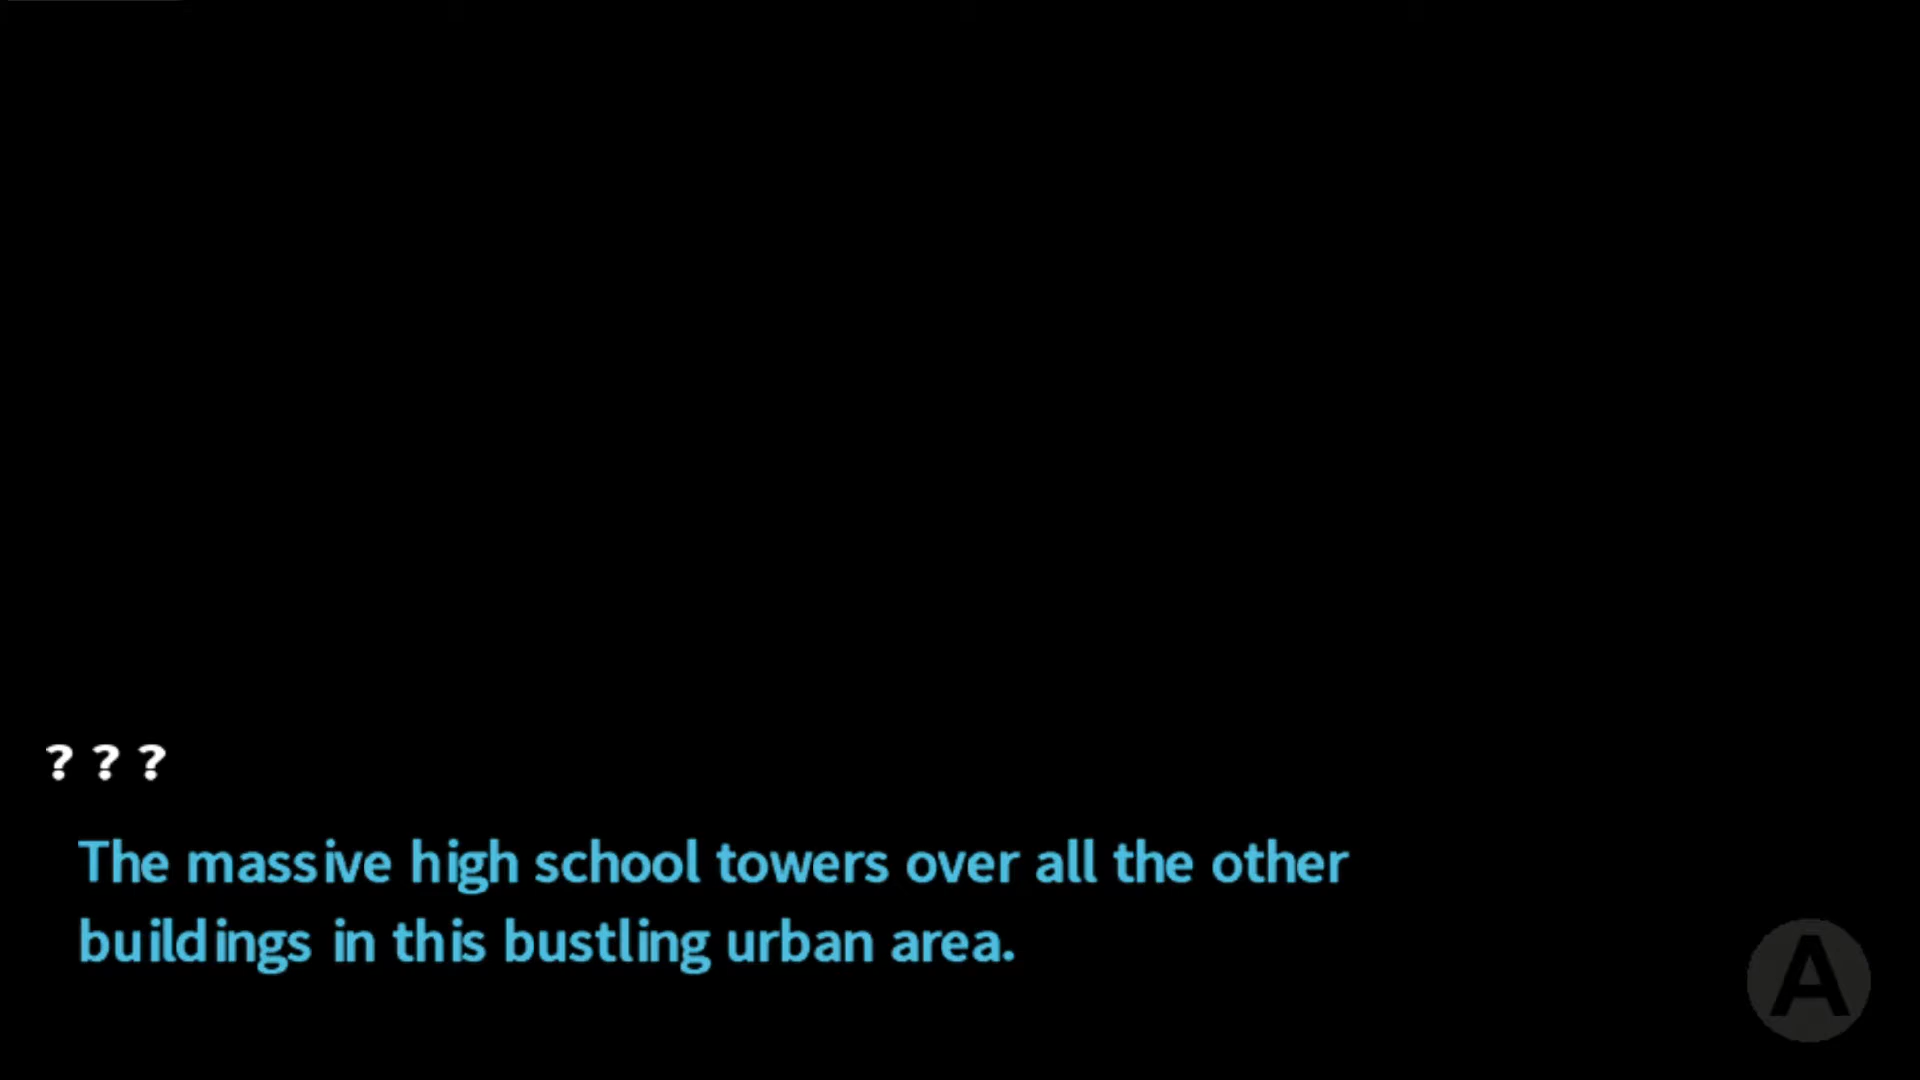 ? ? ?
The massive high school towers over all the other
buildings in this bustling urban area.
A